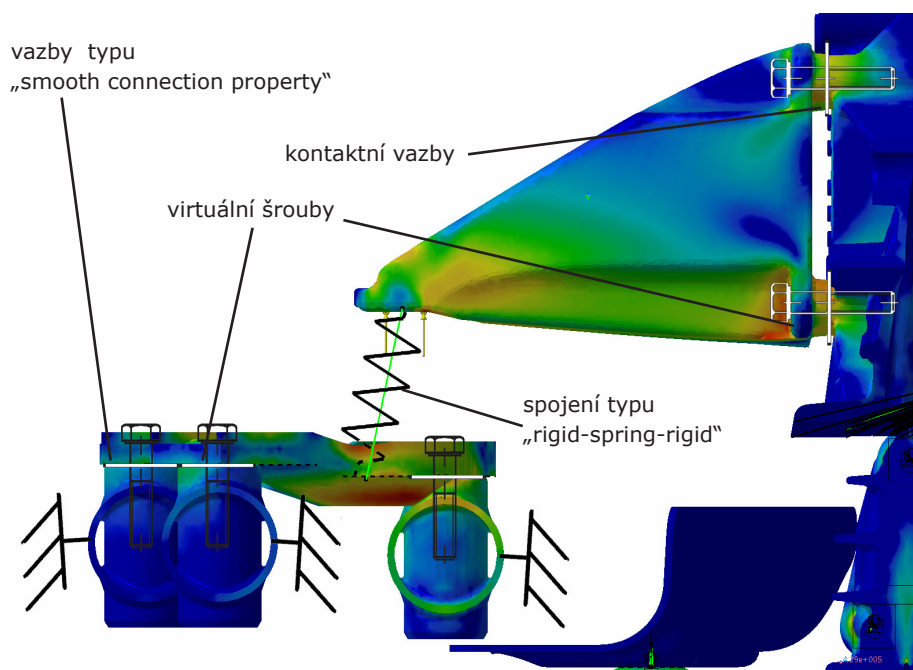 vazby typu
„smooth connection property“
kontaktní vazby
virtuální šrouby
spojení typu
„rigid-spring-rigid“